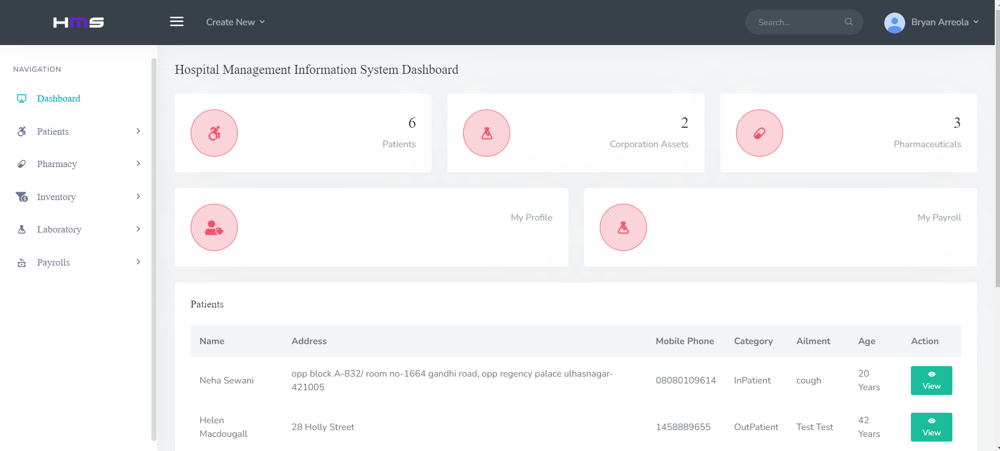 HMS
Create New
Search...
Bryan Arreola
NAVIGATION
Dashboard
Patients
Pharmacy
Inventory
Laboratory
Payrolls
Hospital Management Information System Dashboard
6
Patients
2
Corporation Assets
3
Pharmaceuticals
My Profile
My Payroll
Patients
Name Address Mobile Phone Category Ailment Age Action
Neha Sewani
opp block A-832/ room no-1664 gandhi road, opp regency palace ulhasnagar-
421005
08080109614
InPatient
cough
20
Years
View
Helen
Macdougall
28 Holly Street
1458889655
OutPatient
Test Test
42
Years
View